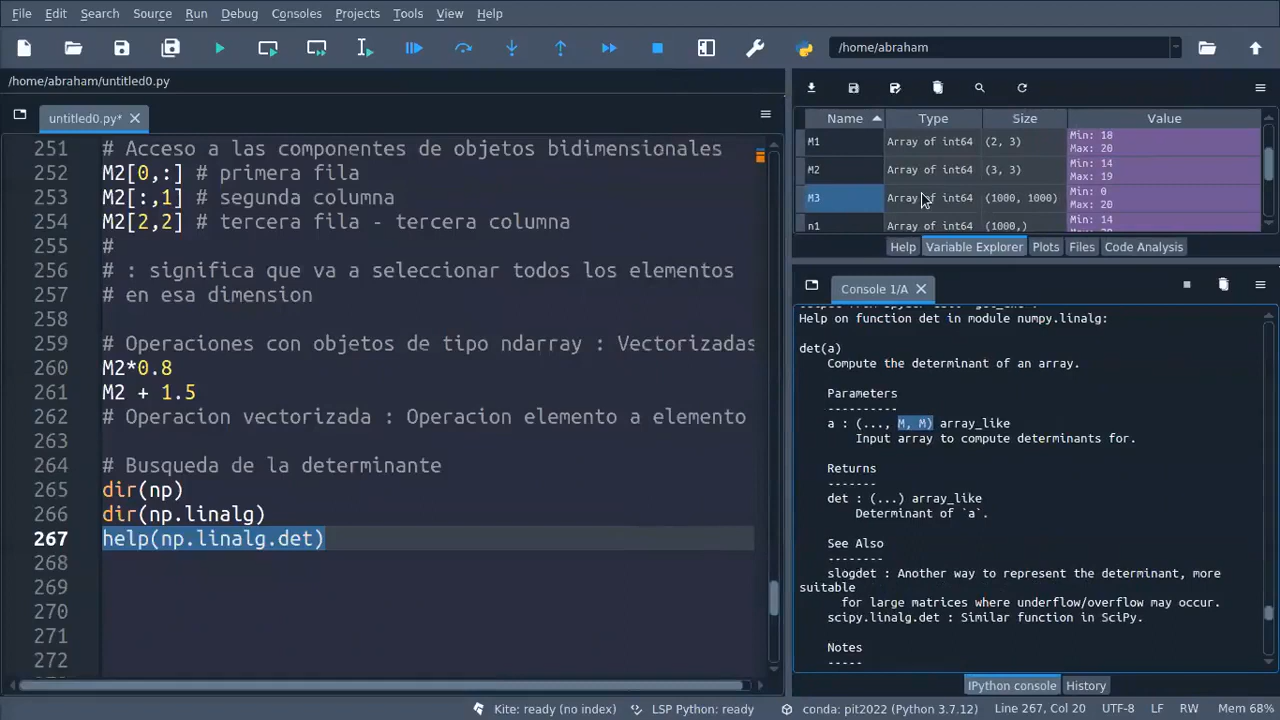 File Edit Search Source Run Debug Consoles Projects Tools View Help
/home/abraham
/home/abraham/untitled0.py
untitled0.py*
251 # Acceso a las componentes de objetos bidimensionales
252 M2[0,:] # primera fila
253 M2[:,1] # segunda columna
254 M2[2,2] # tercera fila - tercera columna
255 #
256 # : significa que va a seleccionar todos los elementos
257 # en esa dimension
258
259 # Operaciones con objetos de tipo ndarray : Vectorizadas
260 M2*0.8
261 M2 + 1.5
262 # Operacion vectorizada : Operacion elemento a elemento
263
264 # Busqueda de la determinante
265 dir(np)
266 dir(np.linalg)
267 help(np.linalg.det)
268
269
270
271
272
Name Type Size Value
M1 Array of int64 (2, 3) Min: 18
Max: 20
M2 Array of int64 (3, 3) Min: 14
Max: 19
M3 Array of int64 (1000, 1000) Min: 0
Max: 20
n1 Array of int64 (1000,) Min: 14
Help Variable Explorer Plots Files Code Analysis
Console 1/A
Help on function det in module numpy.linalg:
det(a)
Compute the determinant of an array.
Parameters
----------
a : (..., M, M) array_like
Input array to compute determinants for.
Returns
-------
det : (...) array_like
Determinant of `a`.
See Also
--------
slogdet : Another way to represent the determinant, more
suitable
for large matrices where underflow/overflow may occur.
scipy.linalg.det : Similar function in SciPy.
Notes
-----
IPython console History
Kite: ready (no index) LSP Python: ready conda: pit2022 (Python 3.7.12) Line 267, Col 20 UTF-8 LF RW Mem 68%